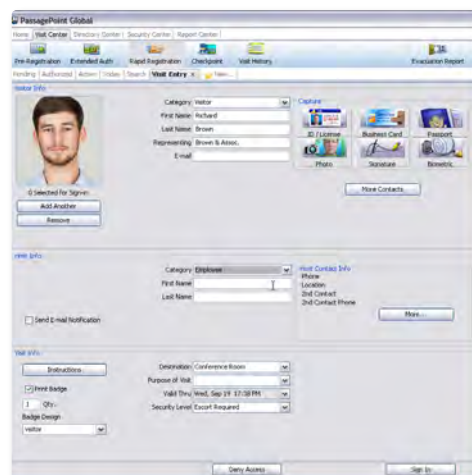 PassagePoint Global
Home Visit Center Directory Center Security Center Report Center
Pre-Registration Extended Auth Rapid Registration Checkpoint Visit History Evacuation Report
Pending Authorized Active Video Search Visit Entry x New...
Visitor Info
Category Visitor
First Name Richard
Last Name Brown
Representing Brown & Assoc.
E-mail
Capture
ID / License Business Card Passport
Photo Signature Biometric
More Contacts
0 Selected for Sign-in
Add Another
Remove
Host Info
Category Employee
First Name
Last Name
Send E-mail Notification
Host Contact Info
Phone
Location
2nd Contact
2nd Contact Phone
More...
Visit Info
Instructions
Print Badge
1 Qty.
Badge Design
Visitor
Destination Conference Room
Purpose of Visit
Valid Thru Wed, Sep 19 17:38 PM
Security Level Escort Required
Deny Access Sign In